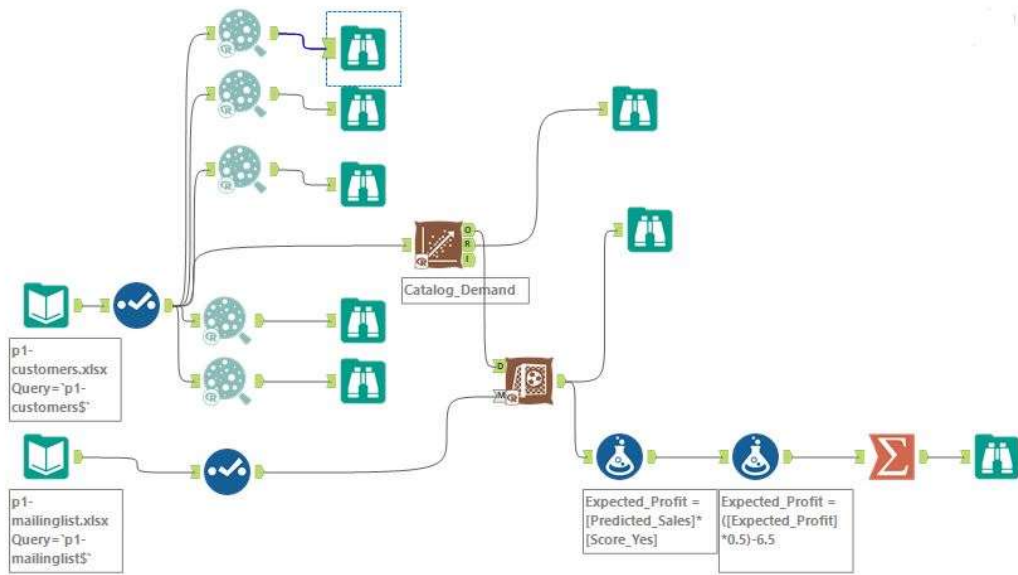 O
R
I
Catalog_Demand
p1-
customers.xlsx
Query=`p1-
customers$`
D
M
p1-
mailinglist.xlsx
Query=`p1-
mailinglist$`
Expected_Profit =
[Predicted_Sales]*
[Score_Yes]
Expected_Profit =
([Expected_Profit]
*0.5)-6.5